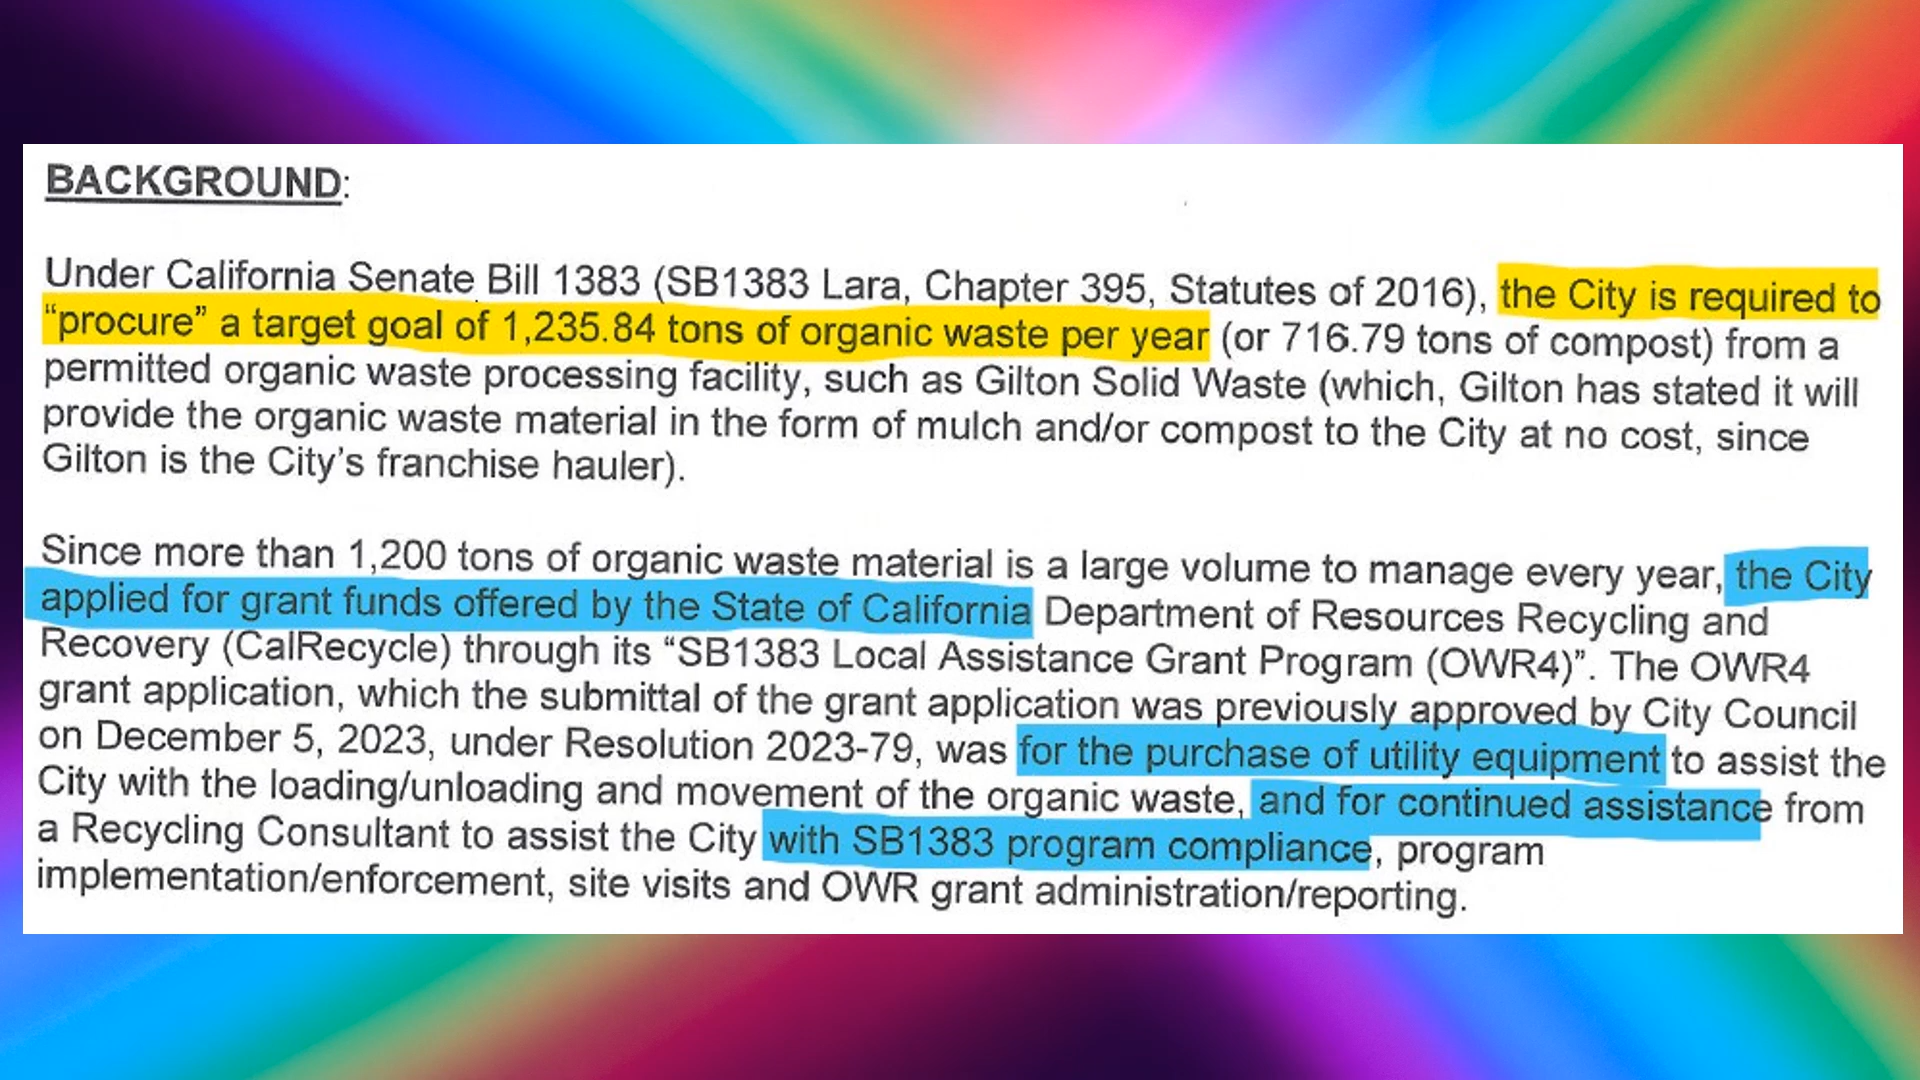 BACKGROUND:
Under California Senate Bill 1383 (SB1383 Lara, Chapter 395, Statutes of 2016), the City is required to
“procure” a target goal of 1,235.84 tons of organic waste per year (or 716.79 tons of compost) from a
permitted organic waste processing facility, such as Gilton Solid Waste (which, Gilton has stated it will
provide the organic waste material in the form of mulch and/or compost to the City at no cost, since
Gilton is the City’s franchise hauler).
Since more than 1,200 tons of organic waste material is a large volume to manage every year, the City
applied for grant funds offered by the State of California Department of Resources Recycling and
Recovery (CalRecycle) through its “SB1383 Local Assistance Grant Program (OWR4)”. The OWR4
grant application, which the submittal of the grant application was previously approved by City Council
on December 5, 2023, under Resolution 2023-79, was for the purchase of utility equipment to assist the
City with the loading/unloading and movement of the organic waste, and for continued assistance from
a Recycling Consultant to assist the City with SB1383 program compliance, program
implementation/enforcement, site visits and OWR grant administration/reporting.